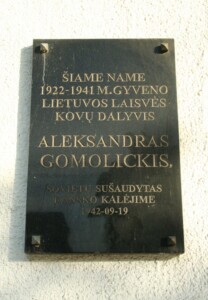 ŠIAME NAME
1922-1941 M. GYVENO
LIETUVOS LAISVĖS
KOVŲ DALYVIS
ALEKSANDRAS
GOMOLICKIS,
SUŠAUDYTAS
KALĖJIME
1942-09-19